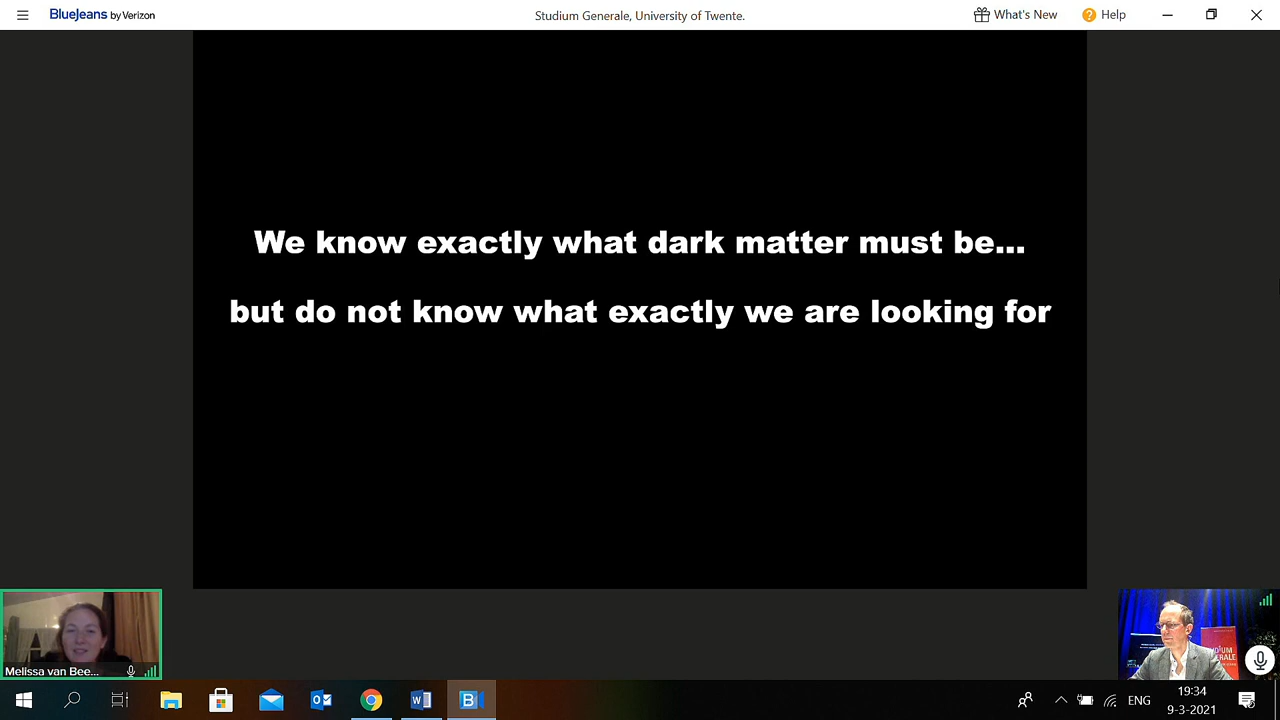 BlueJeans by Verizon
Studium Generale, University of Twente.
What's New
Help
We know exactly what dark matter must be...
but do not know what exactly we are looking for
Melissa van Bee...
ENG
19:34
9-3-2021